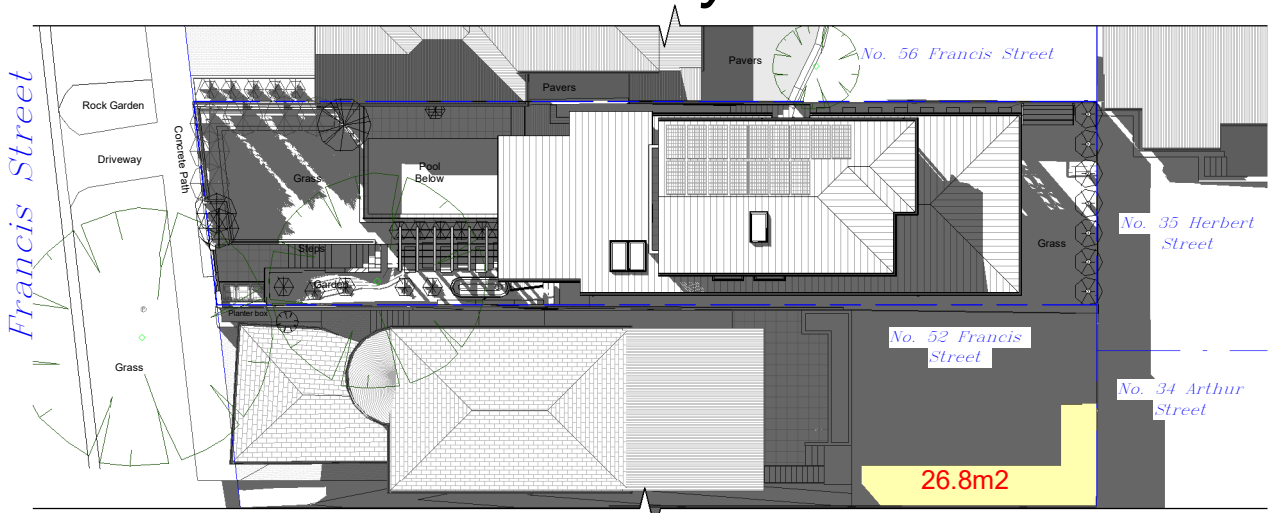 Pavers
No. 56 Francis Street
Pavers
Rock Garden
Driveway
Concrete Path
Francis Street
Grass
Pool
Below
Grass
No. 35 Herbert
Street
Steps
Garden
Planter box
No. 52 Francis
Street
Grass
No. 34 Arthur
Street
26.8m2